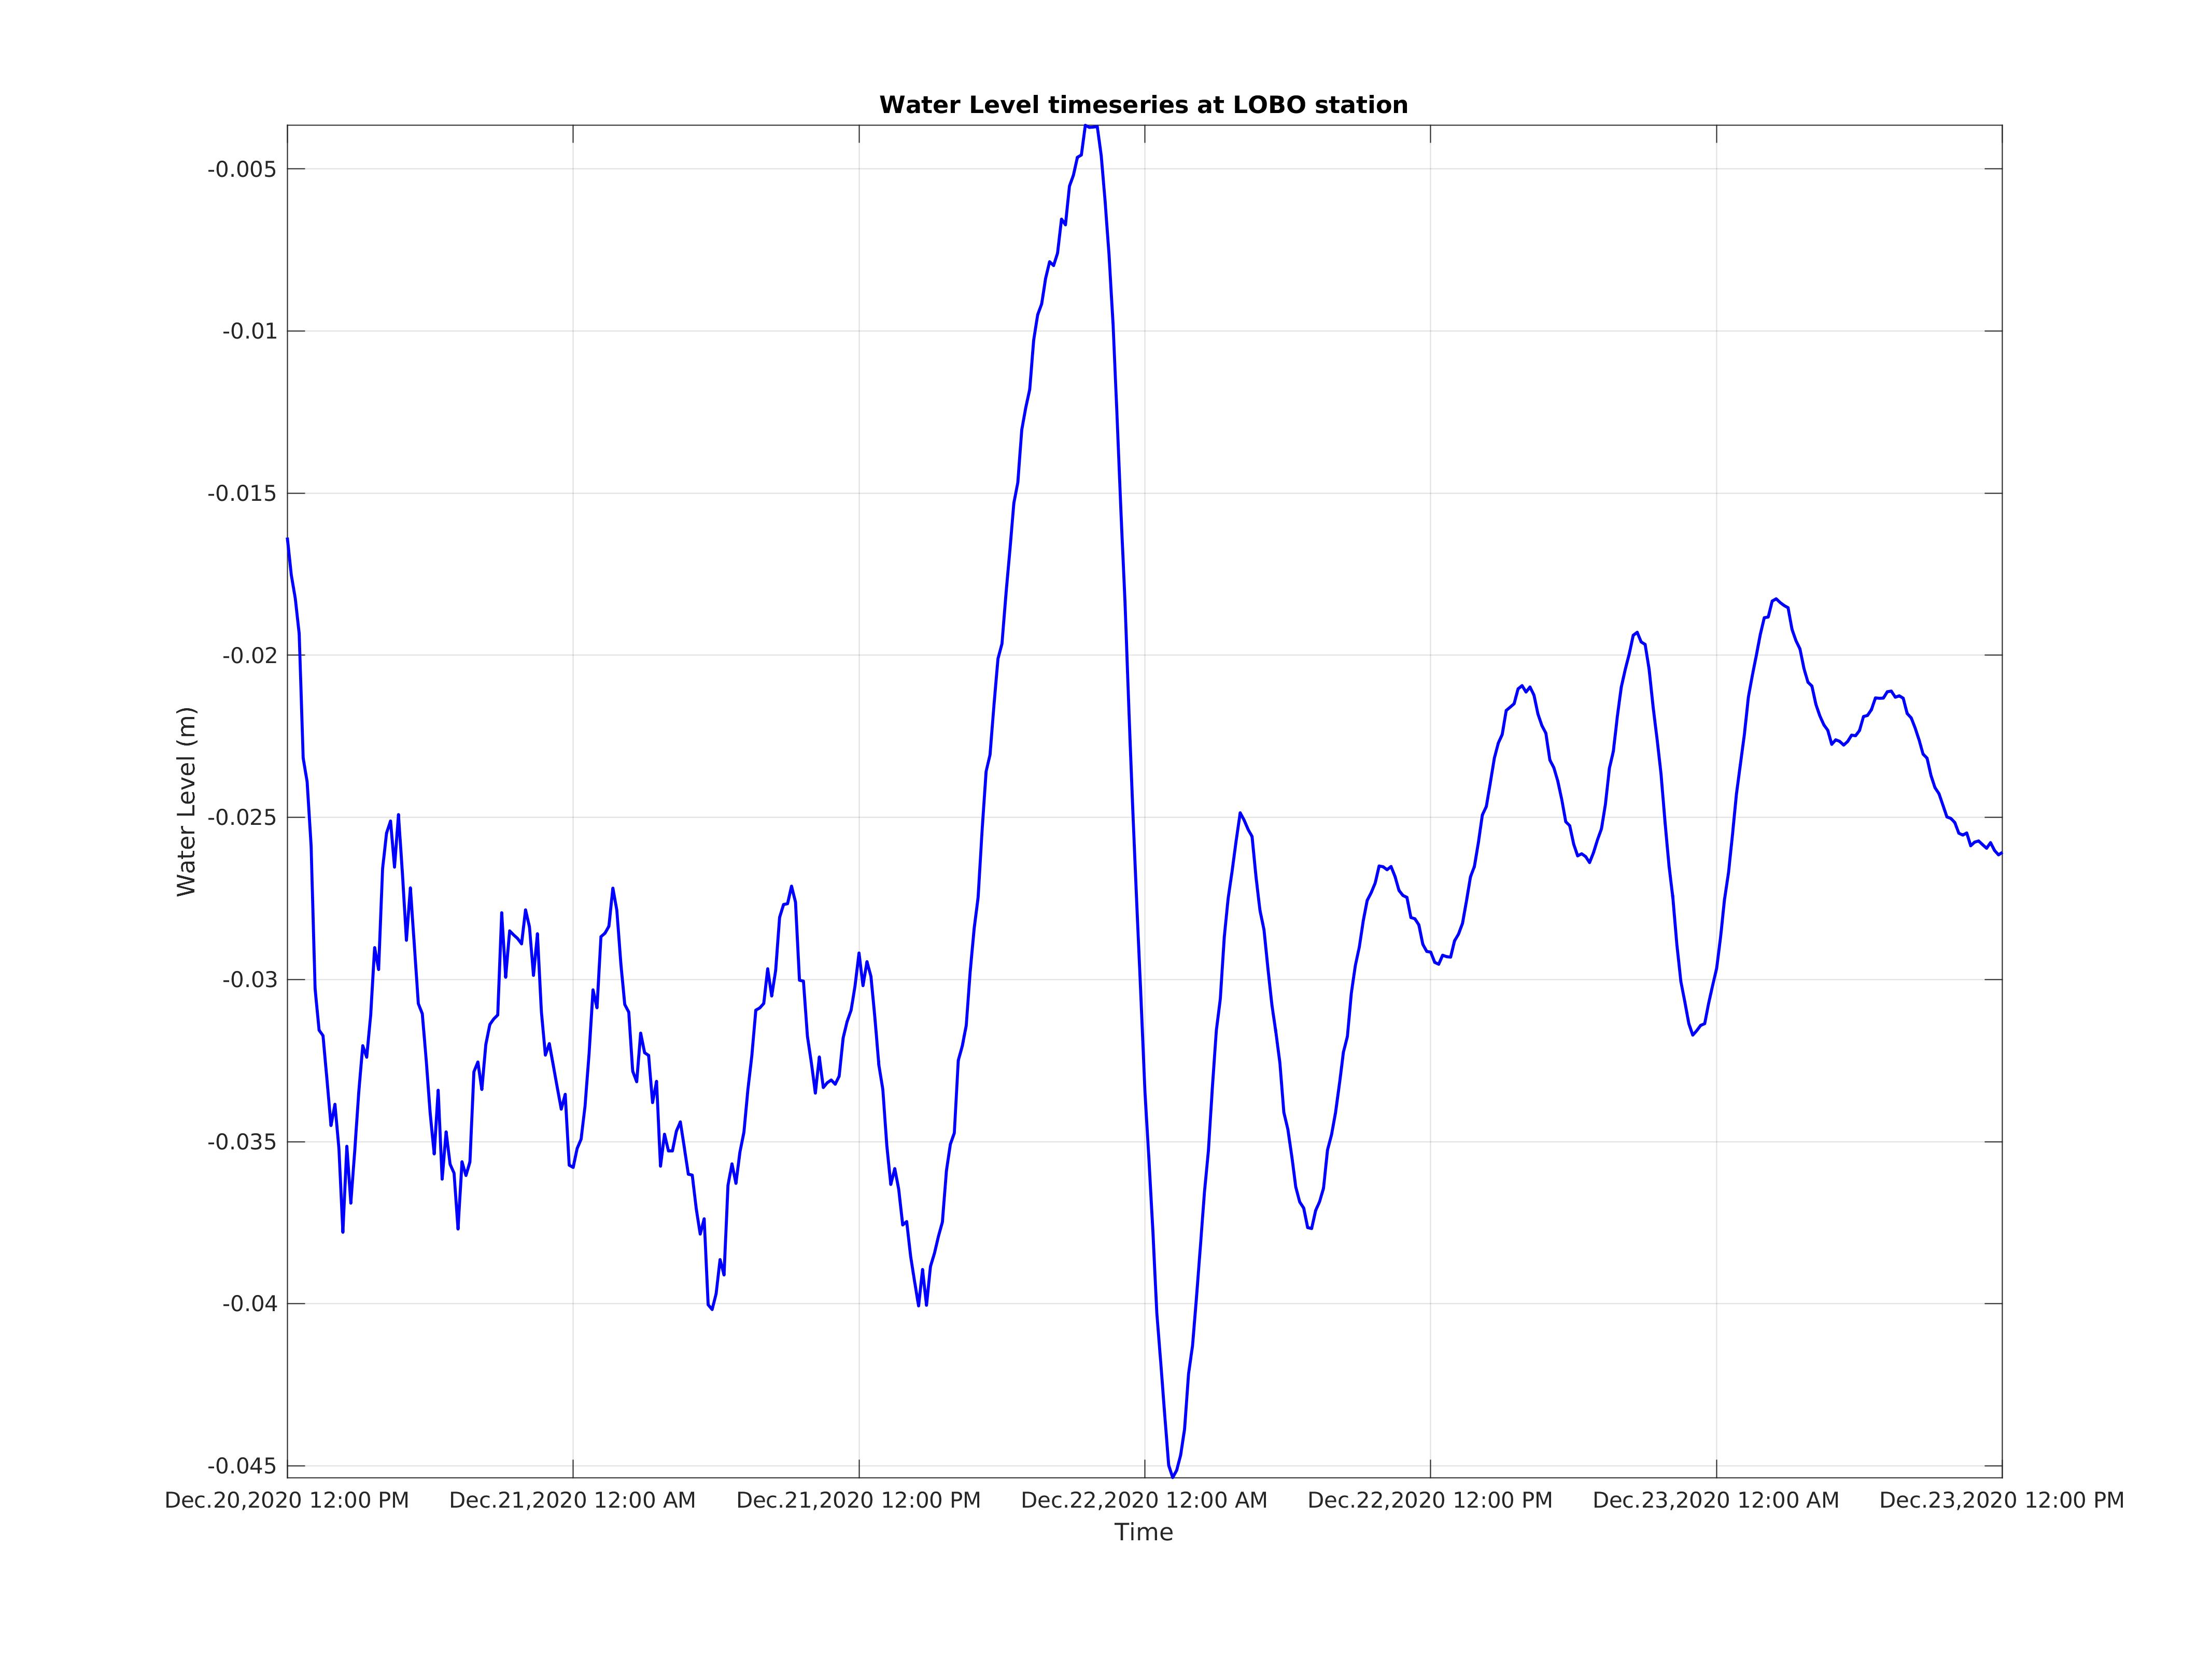 Water Level timeseries at LOBO station
-0.005
-0.01
-0.015
-0.02
-0.025
-0.03
-0.035
-0.04
-0.045
Water Level (m)
Dec.20,2020 12:00 PM
Dec.21,2020 12:00 AM
Dec.21,2020 12:00 PM
Dec.22,2020 12:00 AM
Dec.22,2020 12:00 PM
Dec.23,2020 12:00 AM
Dec.23,2020 12:00 PM
Time